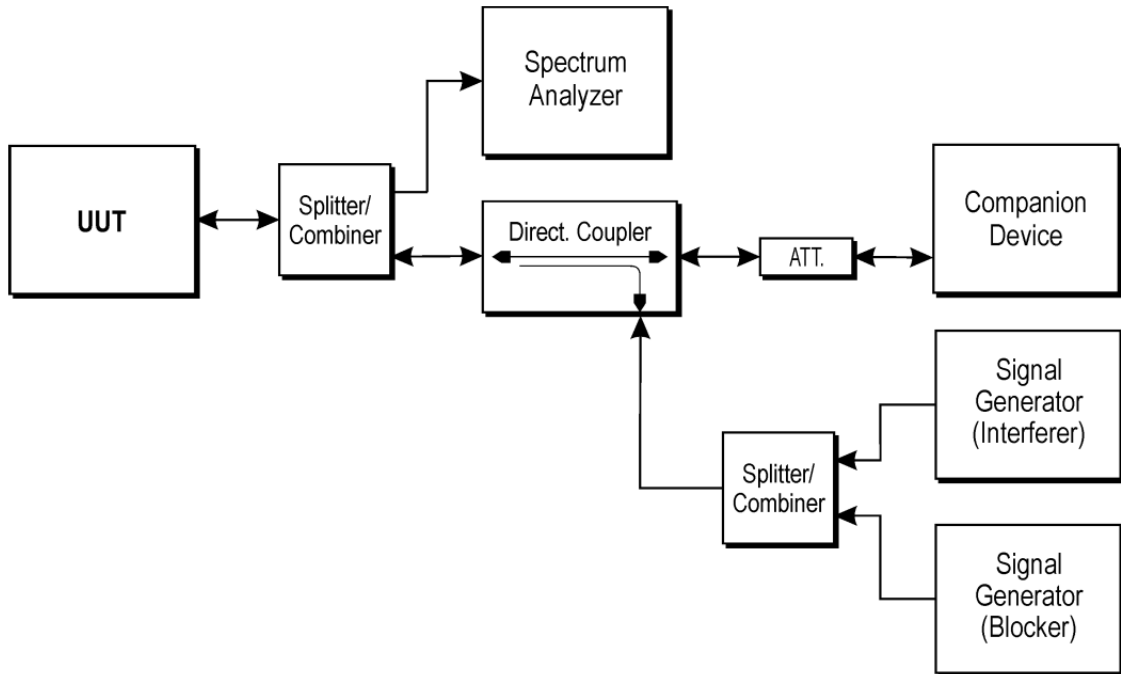 Spectrum
Analyzer
UUT
Splitter/
Combiner
Direct. Coupler
ATT.
Companion
Device
Signal
Generator
(Interferer)
Splitter/
Combiner
Signal
Generator
(Blocker)